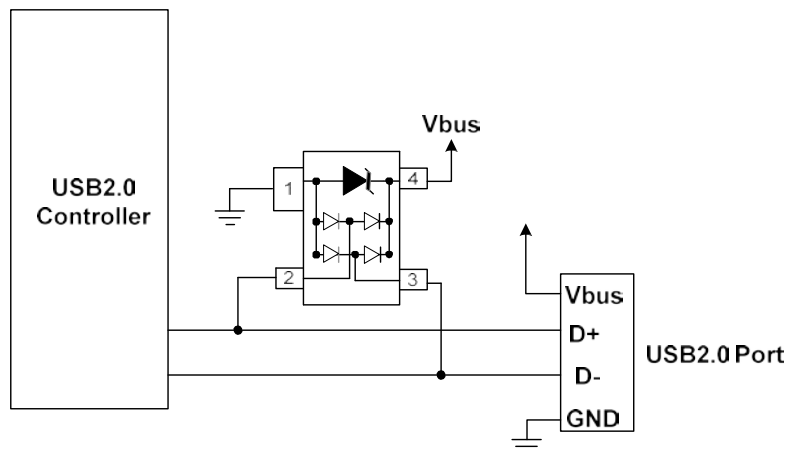 Vbus
USB2.0
Controller
1
4
2
3
Vbus
D+
D-
GND
USB2.0 Port